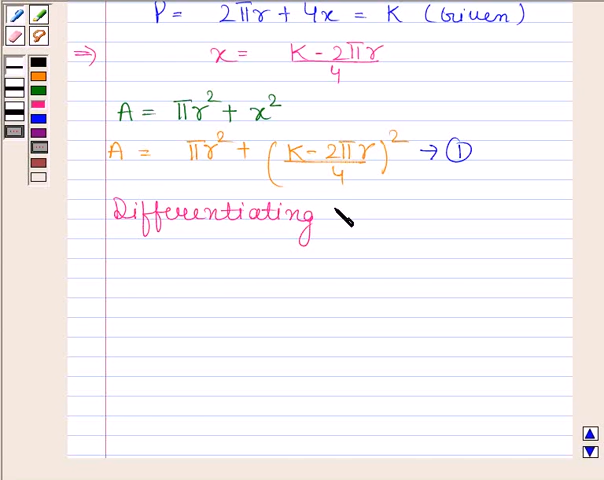 P = 2πr + 4x = K (Given)
⇒ x = (K - 2πr)/4
A = πr² + x²
A = πr² + ((K - 2πr)/4)² → ①
Differentiating